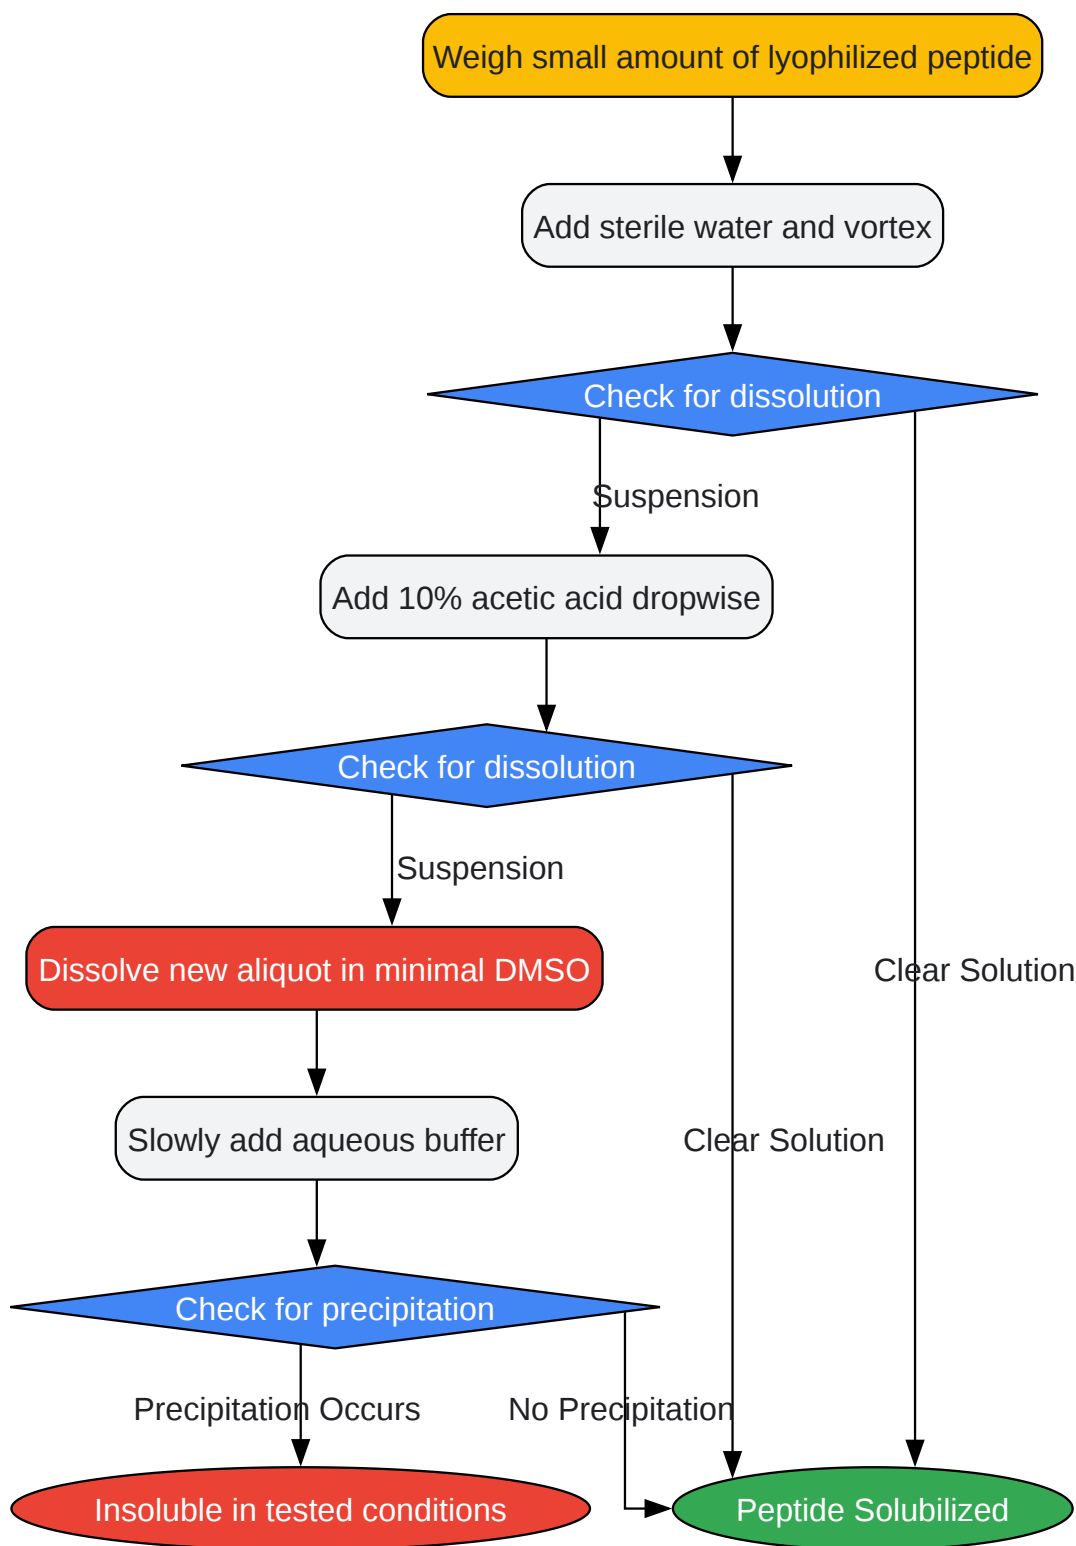 Weigh small amount of lyophilized peptide
Add sterile water and vortex
Check for dissolution
Suspension
Add 10% acetic acid dropwise
Check for dissolution
Suspension
Dissolve new aliquot in minimal DMSO
Clear Solution
Slowly add aqueous buffer
Clear Solution
Check for precipitation
Precipitation Occurs
No Precipitation
Insoluble in tested conditions
Peptide Solubilized